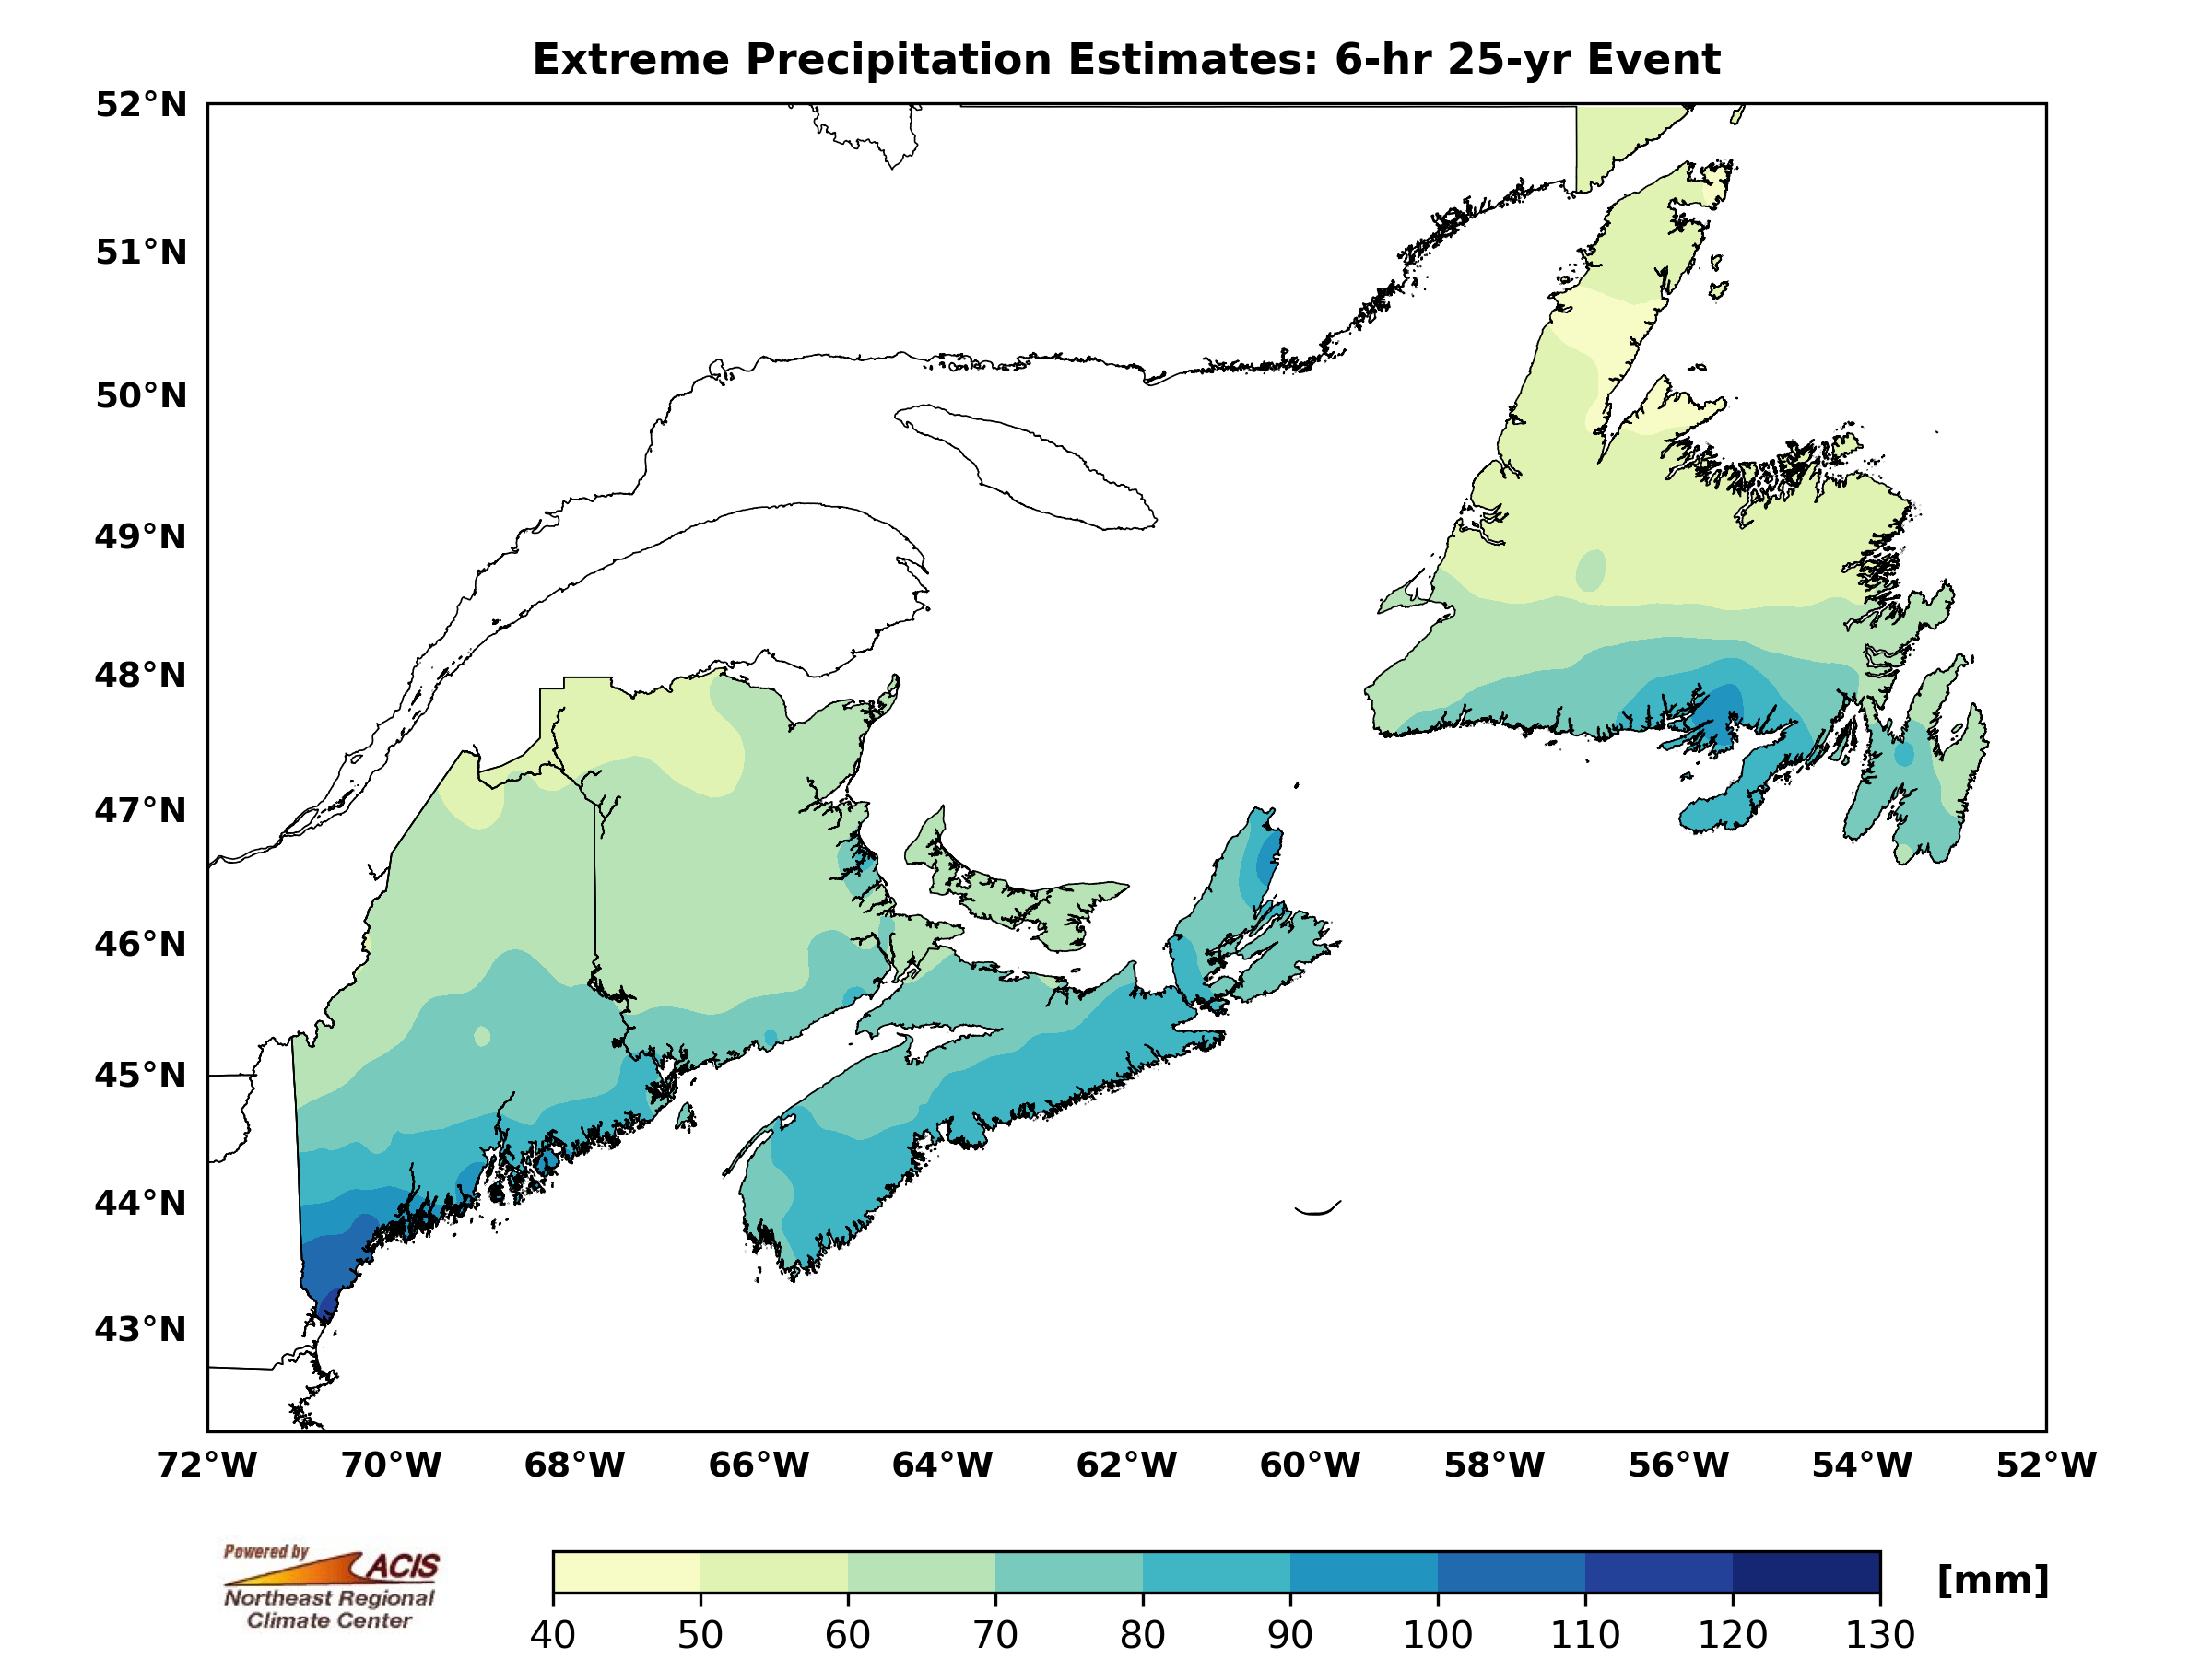 Extreme Precipitation Estimates: 6-hr 25-yr Event
52°N
51°N
50°N
49°N
48°N
47°N
46°N
45°N
44°N
43°N
72°W 70°W 68°W 66°W 64°W 62°W 60°W 58°W 56°W 54°W 52°W
Powered by
ACIS
Northeast Regional
Climate Center
[mm]
40 50 60 70 80 90 100 110 120 130